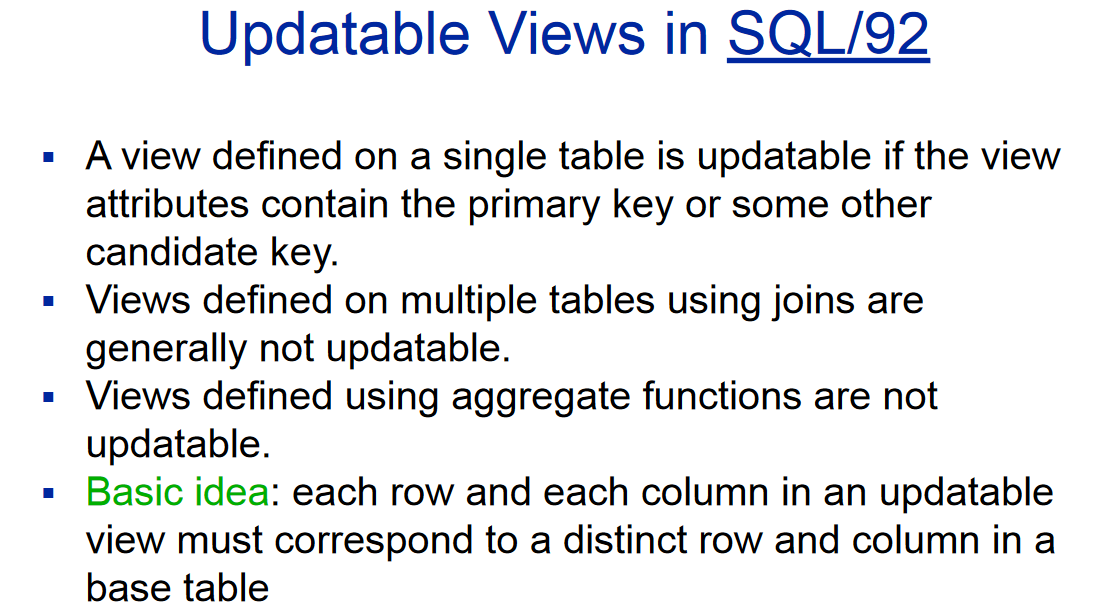 Updatable Views in SQL/92
▪ A view defined on a single table is updatable if the view
attributes contain the primary key or some other
candidate key.
▪ Views defined on multiple tables using joins are
generally not updatable.
▪ Views defined using aggregate functions are not
updatable.
▪ Basic idea: each row and each column in an updatable
view must correspond to a distinct row and column in a
base table